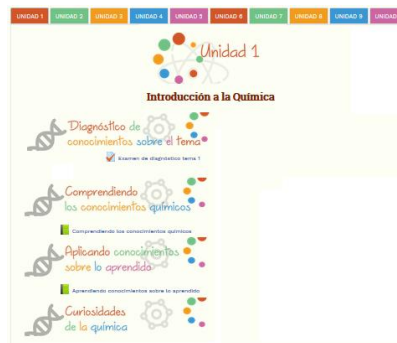 UNIDAD 1 UNIDAD 2 UNIDAD 3 UNIDAD 4 UNIDAD 5 UNIDAD 6 UNIDAD 7 UNIDAD 8 UNIDAD 9 UNIDAD
Unidad 1
Introducción a la Química
Diagnóstico de
conocimientos sobre el tema
Examen de diagnóstico tema 1
Comprendiendo
los conocimientos químicos
Comprendiendo los conocimientos químicos
Aplicando conocimientos
sobre lo aprendido
Aprendiendo conocimientos sobre lo aprendido
Curiosidades
de la química